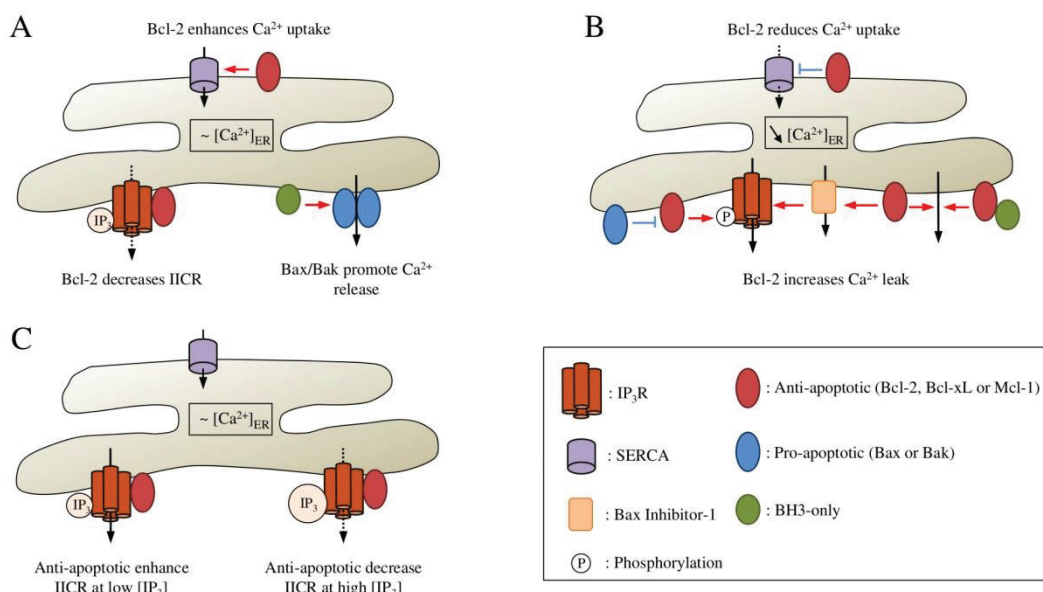 A
Bcl-2 enhances Ca²⁺ uptake
~ [Ca²⁺]ER
IP₃
Bcl-2 decreases IICR
Bax/Bak promote Ca²⁺
release
B
Bcl-2 reduces Ca²⁺ uptake
↘ [Ca²⁺]ER
P
Bcl-2 increases Ca²⁺ leak
C
~ [Ca²⁺]ER
IP₃
IP₃
Anti-apoptotic enhance
IICR at low [IP₃]
Anti-apoptotic decrease
IICR at high [IP₃]
: IP₃R
: SERCA
: Bax Inhibitor-1
P : Phosphorylation
: Anti-apoptotic (Bcl-2, Bcl-xL or Mcl-1)
: Pro-apoptotic (Bax or Bak)
: BH3-only